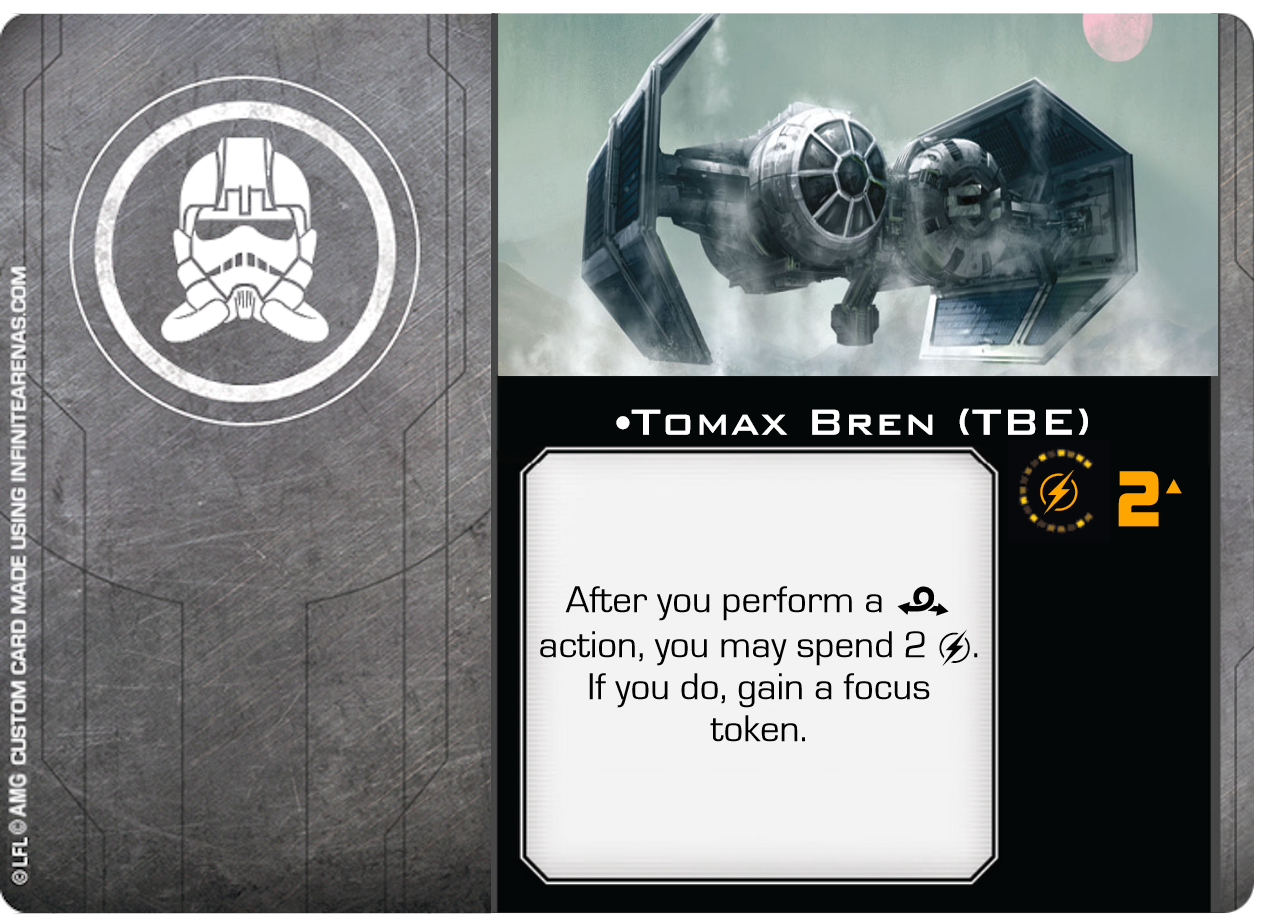 •Tomax Bren (TBE)
2
After you perform a
action, you may spend 2 .
If you do, gain a focus
token.
©LFL ©AMG CUSTOM CARD MADE USING INFINITEARENAS.COM